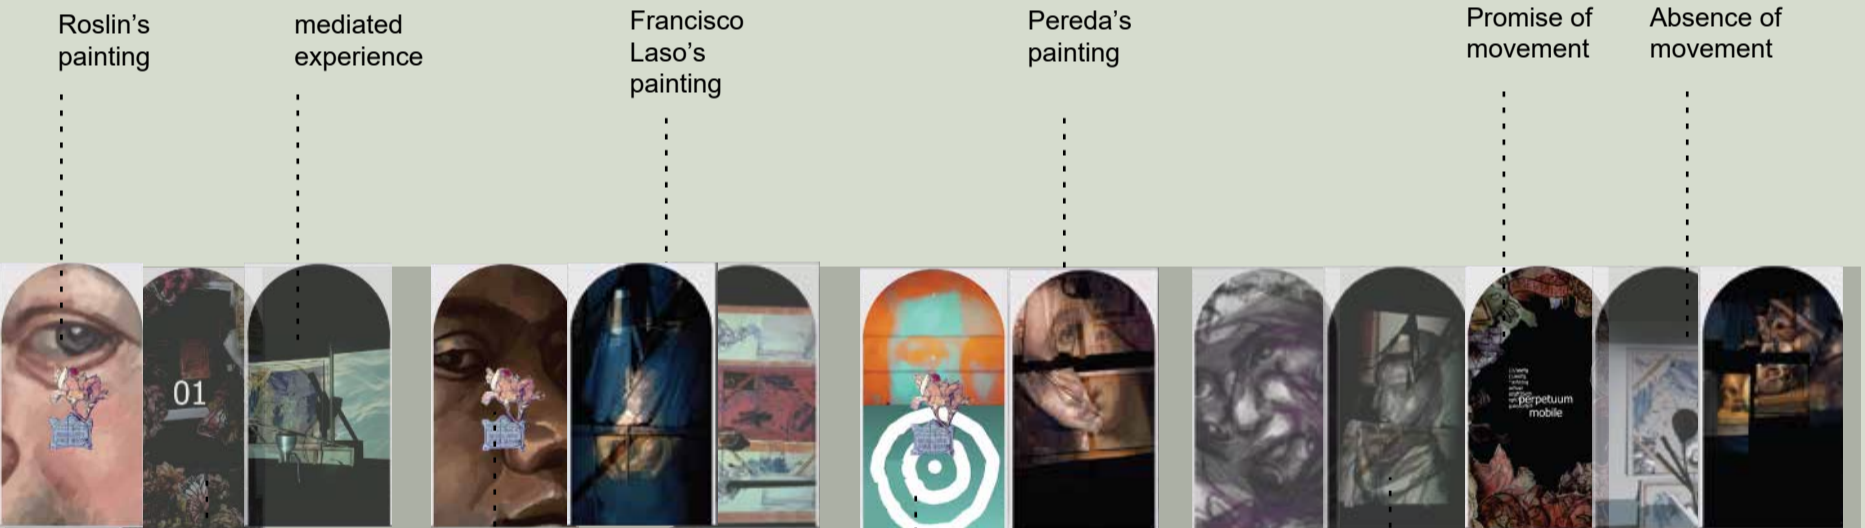 Roslin’s
painting
mediated
experience
Francisco
Laso’s
painting
Pereda’s
painting
Promise of
movement
Absence of
movement
01
perpetuum
mobile